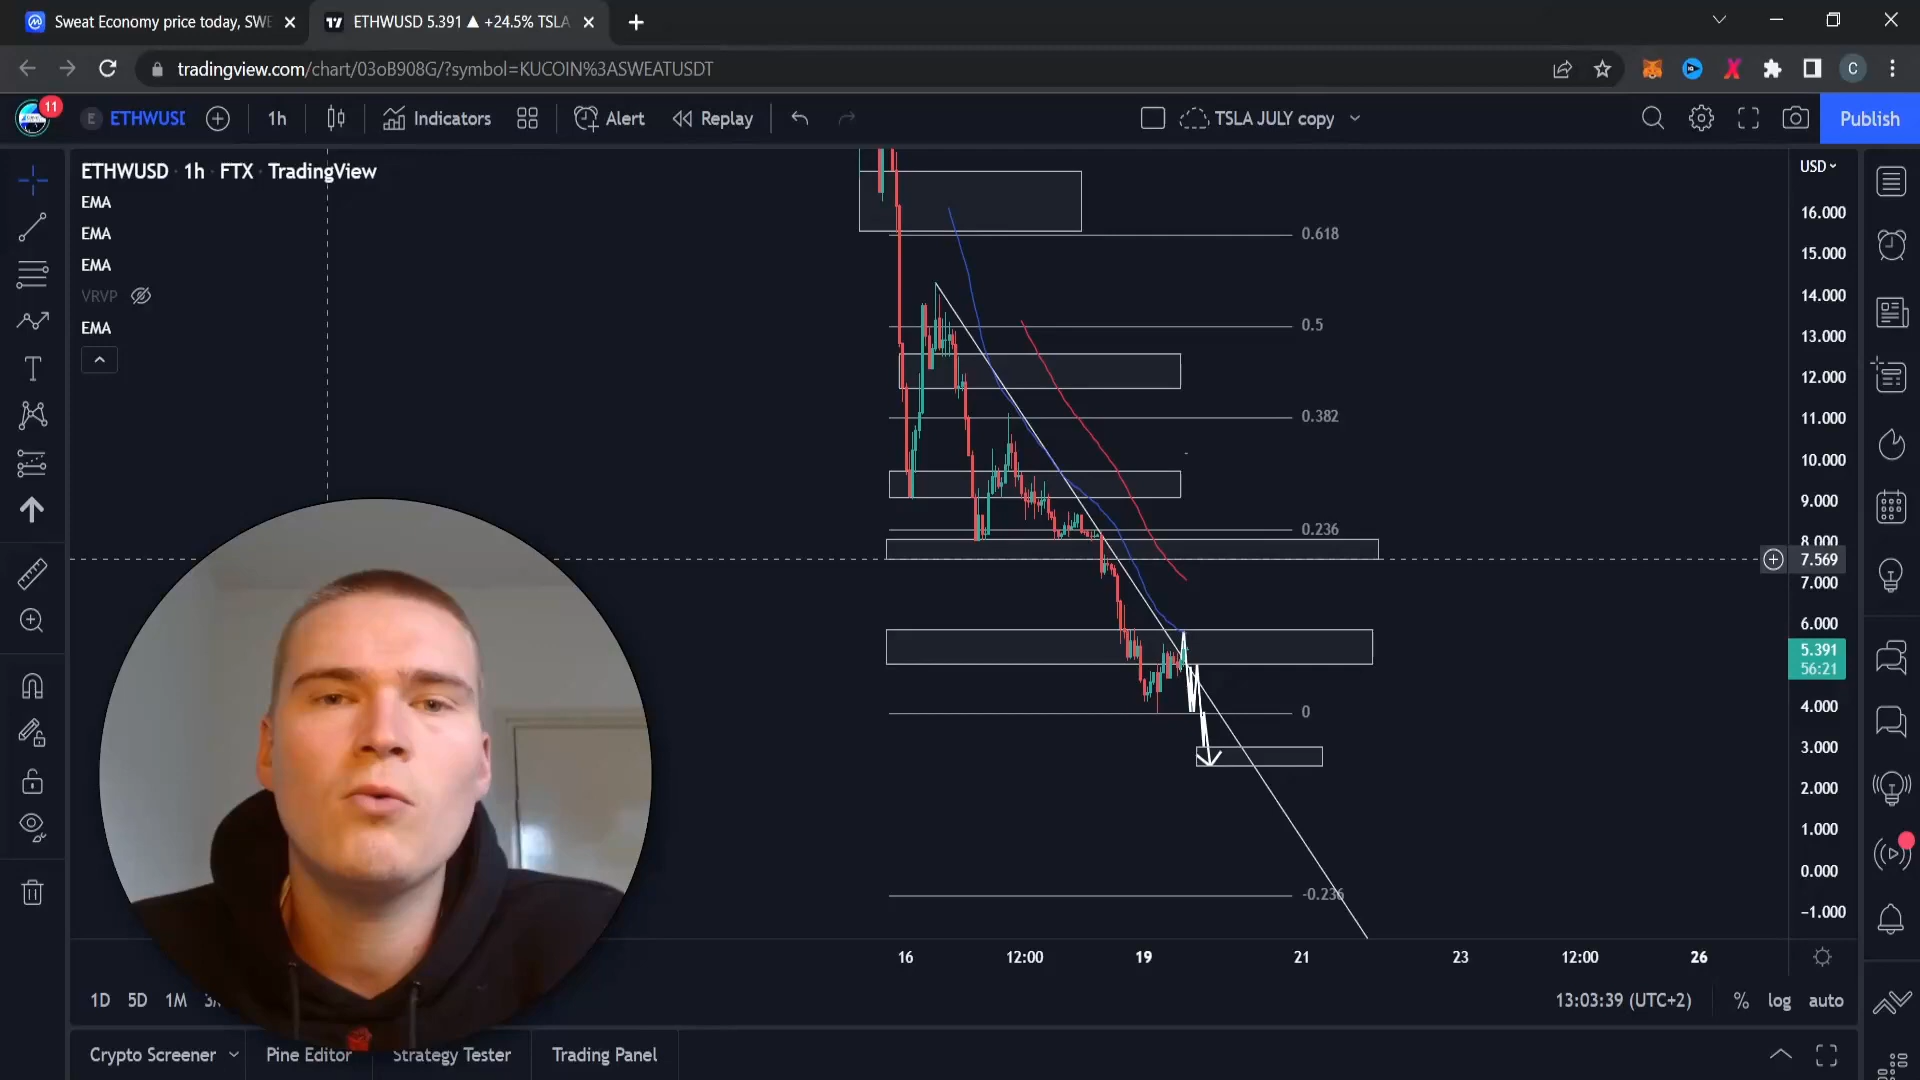 Sweat Economy price today, SWE
ETHWUSD 5.391 ▲ +24.5% TSLA
tradingview.com/chart/03oB908G/?symbol=KUCOIN%3ASWEATUSDT
C
11
E ETHWUSI
1h
Indicators
Alert
Replay
TSLA JULY copy
Publish
ETHWUSD · 1h · FTX · TradingView
EMA
EMA
EMA
VRVP
EMA
USD
16.000
15.000
14.000
13.000
12.000
11.000
10.000
9.000
8.000
7.569
7.000
6.000
5.391
56:21
4.000
3.000
2.000
1.000
0.000
−1.000
0.618
0.5
0.382
0.236
0
-0.236
16
12:00
19
21
23
12:00
26
1D 5D 1M
13:03:39 (UTC+2)
% log auto
Crypto Screener
Pine Editor
Strategy Tester
Trading Panel